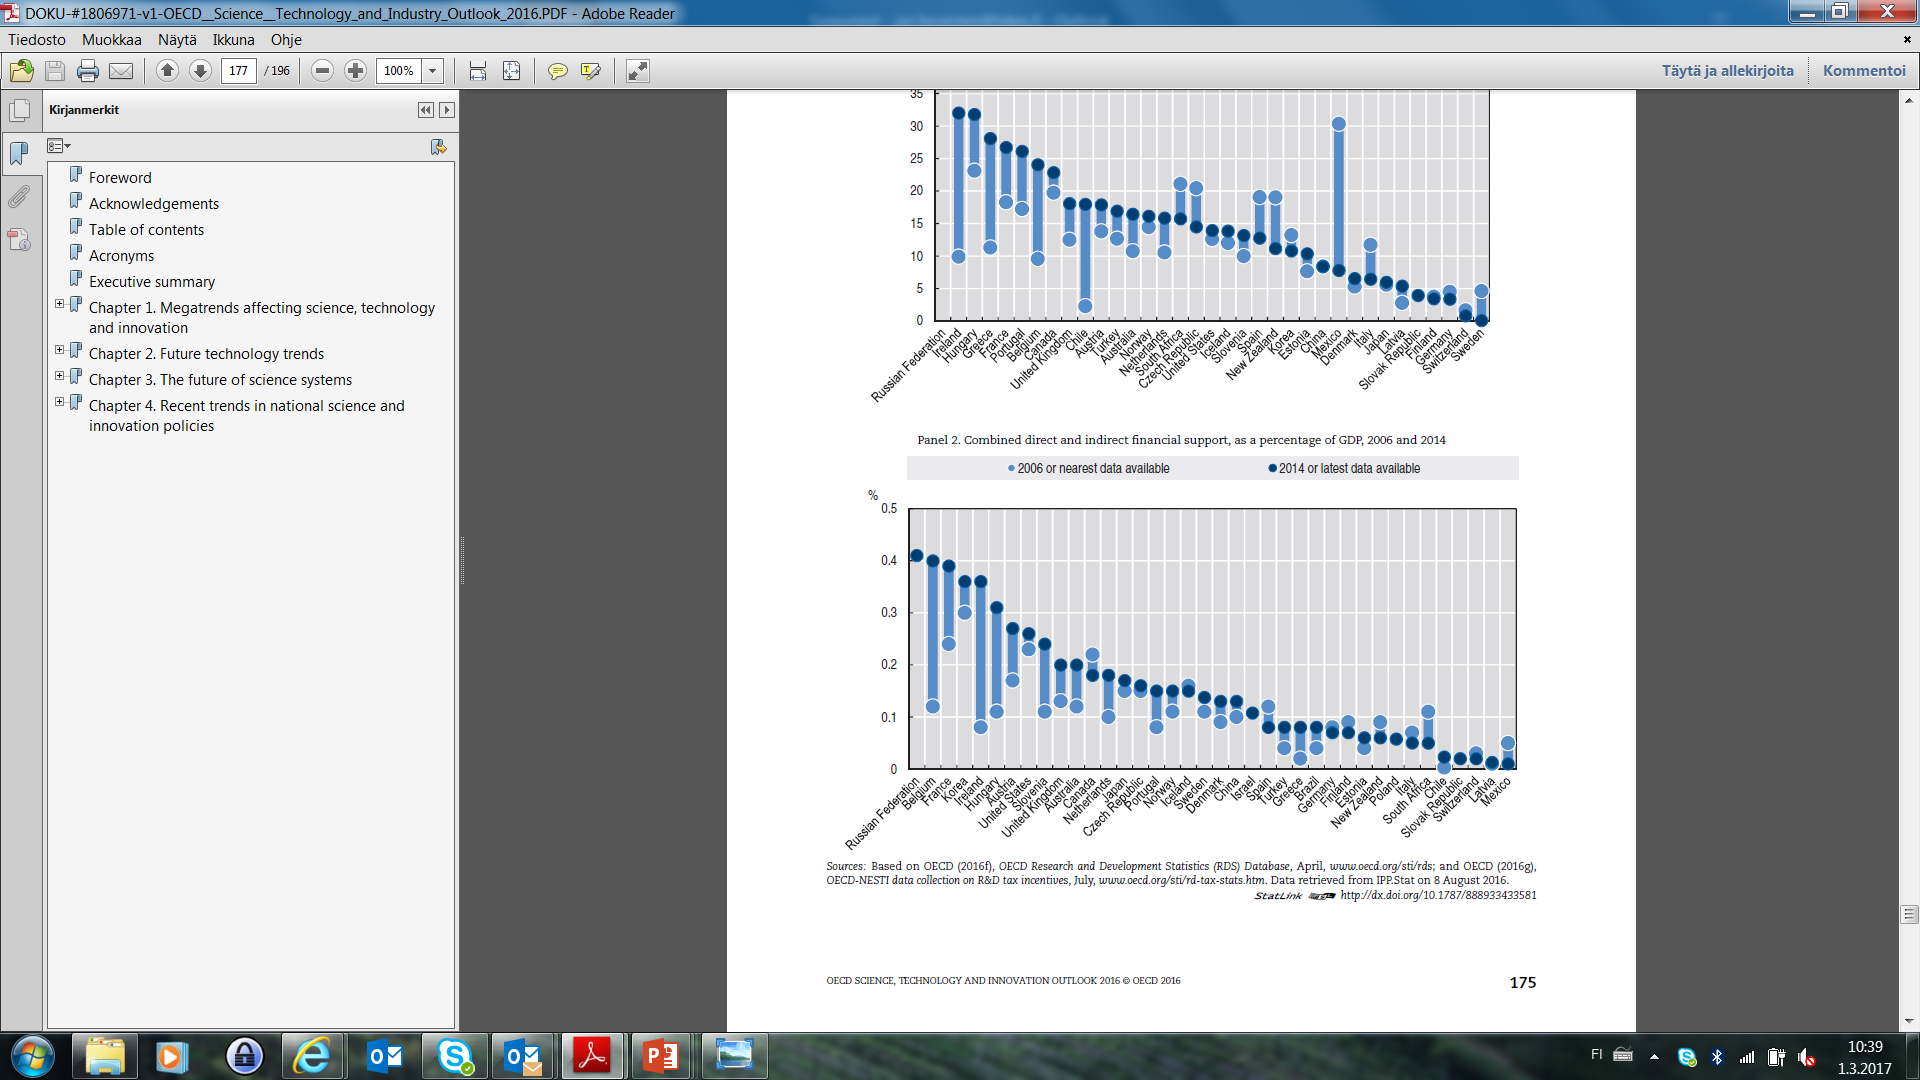 DOKU-#1806971-v1-OECD__Science__Technology_and_Industry_Outlook_2016.PDF - Adobe Reader
Tiedosto Muokkaa Näytä Ikkuna Ohje
177 / 196 100% Täytä ja allekirjoita Kommentoi
Kirjanmerkit
Foreword
Acknowledgements
Table of contents
Acronyms
Executive summary
Chapter 1. Megatrends affecting science, technology
and innovation
Chapter 2. Future technology trends
Chapter 3. The future of science systems
Chapter 4. Recent trends in national science and
innovation policies
35
30
25
20
15
10
5
0
Russian Federation
Ireland
Hungary
Greece
France
Portugal
Belgium
Canada
United Kingdom
Chile
Austria
Turkey
Australia
Norway
Netherlands
South Africa
Czech Republic
United States
Iceland
Slovenia
Spain
New Zealand
Korea
Estonia
China
Mexico
Denmark
Italy
Japan
Latvia
Slovak Republic
Finland
Germany
Switzerland
Sweden
Panel 2. Combined direct and indirect financial support, as a percentage of GDP, 2006 and 2014
2006 or nearest data available 2014 or latest data available
%
0.5
0.4
0.3
0.2
0.1
0
Russian Federation
Belgium
France
Korea
Ireland
Hungary
Austria
United States
Slovenia
United Kingdom
Australia
Canada
Netherlands
Japan
Czech Republic
Portugal
Norway
Iceland
Sweden
Denmark
China
Israel
Spain
Turkey
Greece
Brazil
Germany
Finland
Estonia
New Zealand
Poland
Italy
South Africa
Chile
Slovak Republic
Switzerland
Latvia
Mexico
Sources: Based on OECD (2016f), OECD Research and Development Statistics (RDS) Database, April, www.oecd.org/sti/rds; and OECD (2016g),
OECD-NESTI data collection on R&D tax incentives, July, www.oecd.org/sti/rd-tax-stats.htm. Data retrieved from IPP.Stat on 8 August 2016.
StatLink http://dx.doi.org/10.1787/888933433581
OECD SCIENCE, TECHNOLOGY AND INNOVATION OUTLOOK 2016 © OECD 2016 175
FI 10:39
1.3.2017